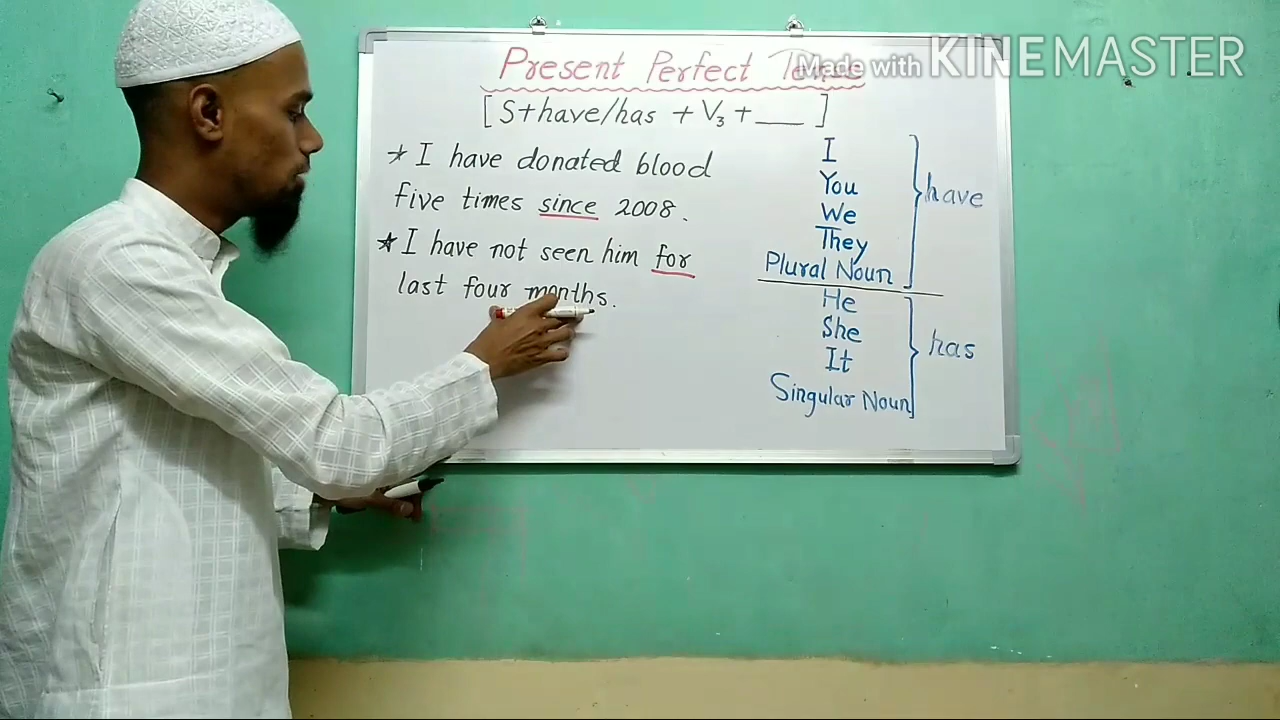 Present Perfect Tense
Made with KINEMASTER
[S+have/has + V₃ + ___ ]
* I have donated blood
five times since 2008.
* I have not seen him for
last four months.
I
You
We
They
Plural Noun
have
He
She
It
Singular Noun
has